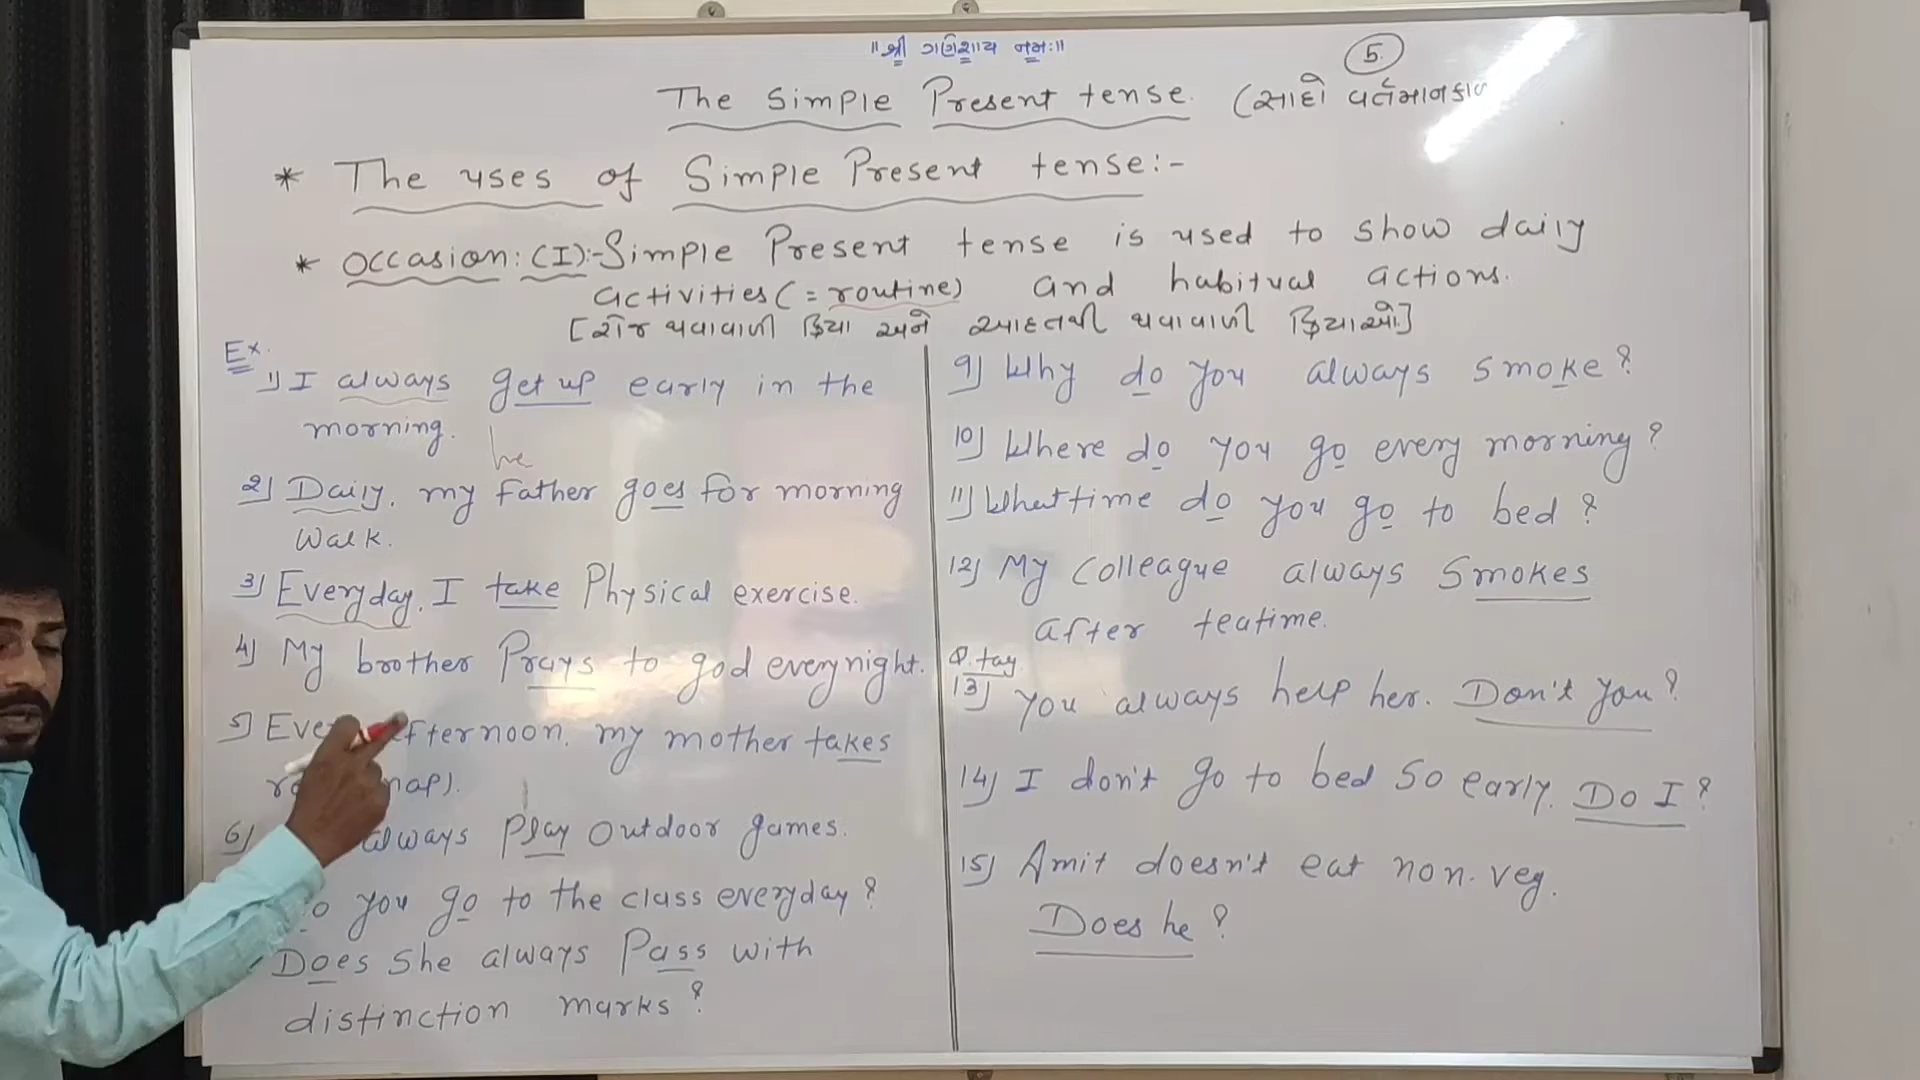 ॥ श्री ગણેશાય નમઃ॥
5.
The Simple Present tense. (સાદો વર્તમાનકાળ
* The uses of Simple Present tense:-
* Occasion: (I):- Simple Present tense is used to show daily
activities (= routine) and habitual actions.
[રોજ થવાવાળી ક્રિયા અને આદતથી થવાવાળી ક્રિયાઓ]
Ex.
1) I always get up early in the
morning.
he
2) Daily, my father goes for morning
walk.
3) Everyday, I take Physical exercise.
4) My brother Prays to god every night.
5) Eve afternoon, my mother takes
nap).
6) always Play outdoor games.
o you go to the class everyday?
Does she always Pass with
distinction marks?
9) Why do you always smoke?
10) Where do you go every morning?
11) What time do you go to bed?
12) My colleague always smokes
after teatime.
Q. tag
13) You always help her. Don't you?
14) I don't go to bed so early. Do I?
15) Amit doesn't eat non-veg.
Does he?